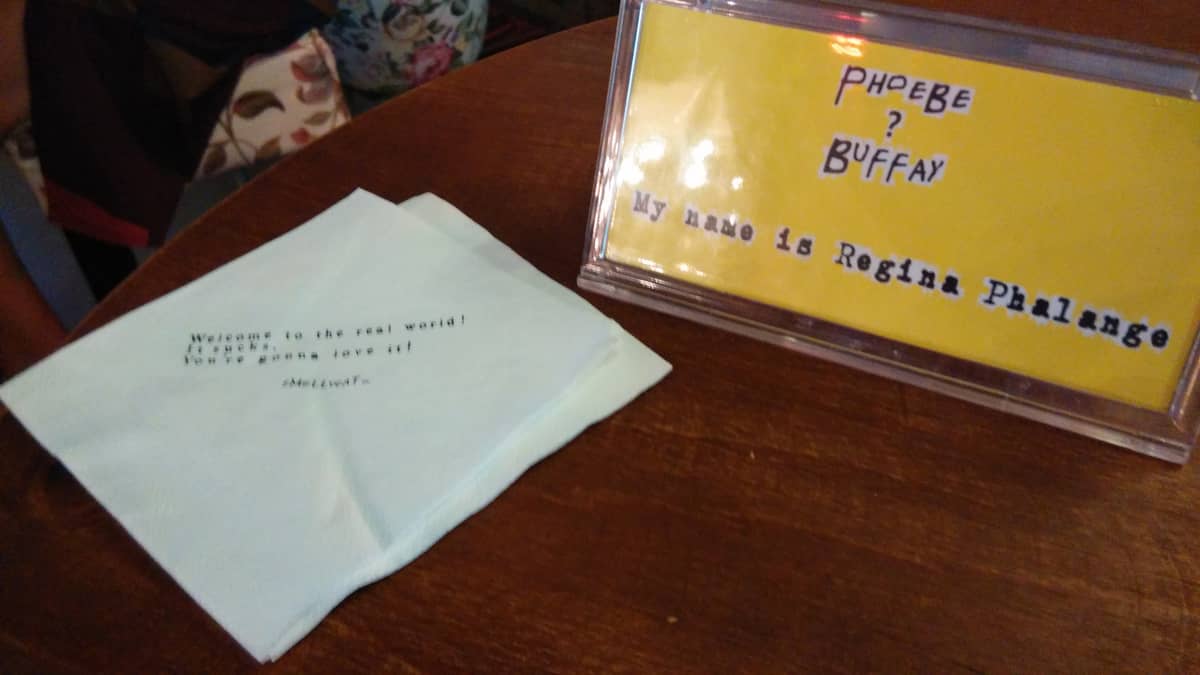 Welcome to the real world!
It sucks.
You're gonna love it!
PHOEBE
?
BUFFAY
My name is Regina Phalange